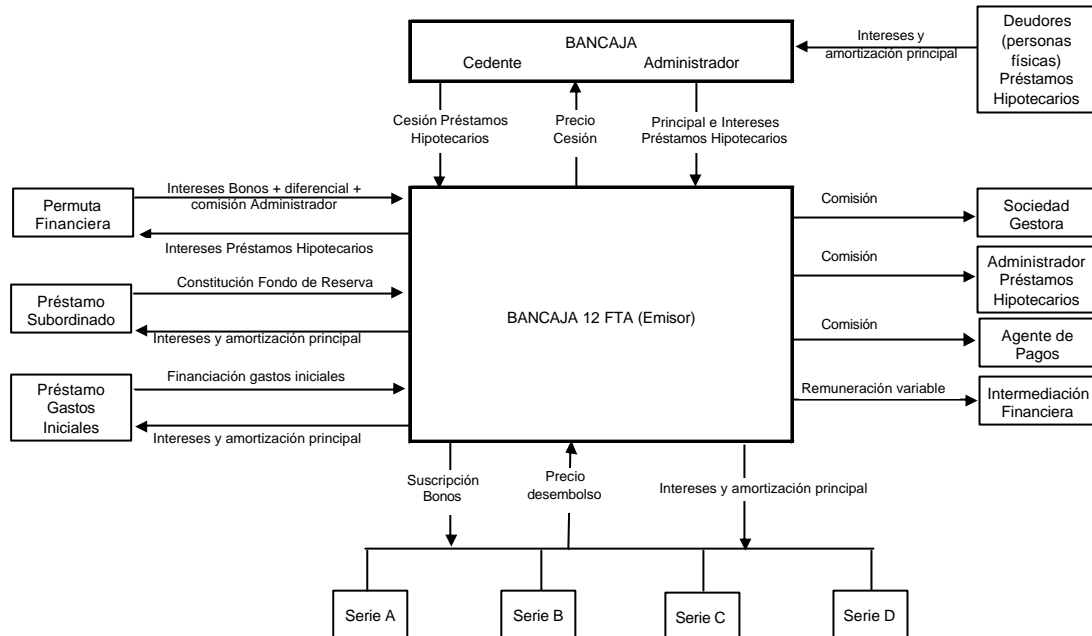 BANCAJA
Cedente
Administrador
Intereses y
amortización principal
Deudores
(personas
físicas)
Préstamos
Hipotecarios
Cesión Préstamos
Hipotecarios
Precio
Cesión
Principal e Intereses
Préstamos Hipotecarios
Permuta
Financiera
Intereses Bonos + diferencial +
comisión Administrador
Intereses Préstamos Hipotecarios
Préstamo
Subordinado
Constitución Fondo de Reserva
Intereses y amortización principal
Préstamo
Gastos
Iniciales
Financiación gastos iniciales
Intereses y amortización principal
BANCAJA 12 FTA (Emisor)
Comisión
Sociedad
Gestora
Comisión
Administrador
Préstamos
Hipotecarios
Comisión
Agente de
Pagos
Remuneración variable
Intermediación
Financiera
Suscripción
Bonos
Precio
desembolso
Intereses y amortización principal
Serie A
Serie B
Serie C
Serie D